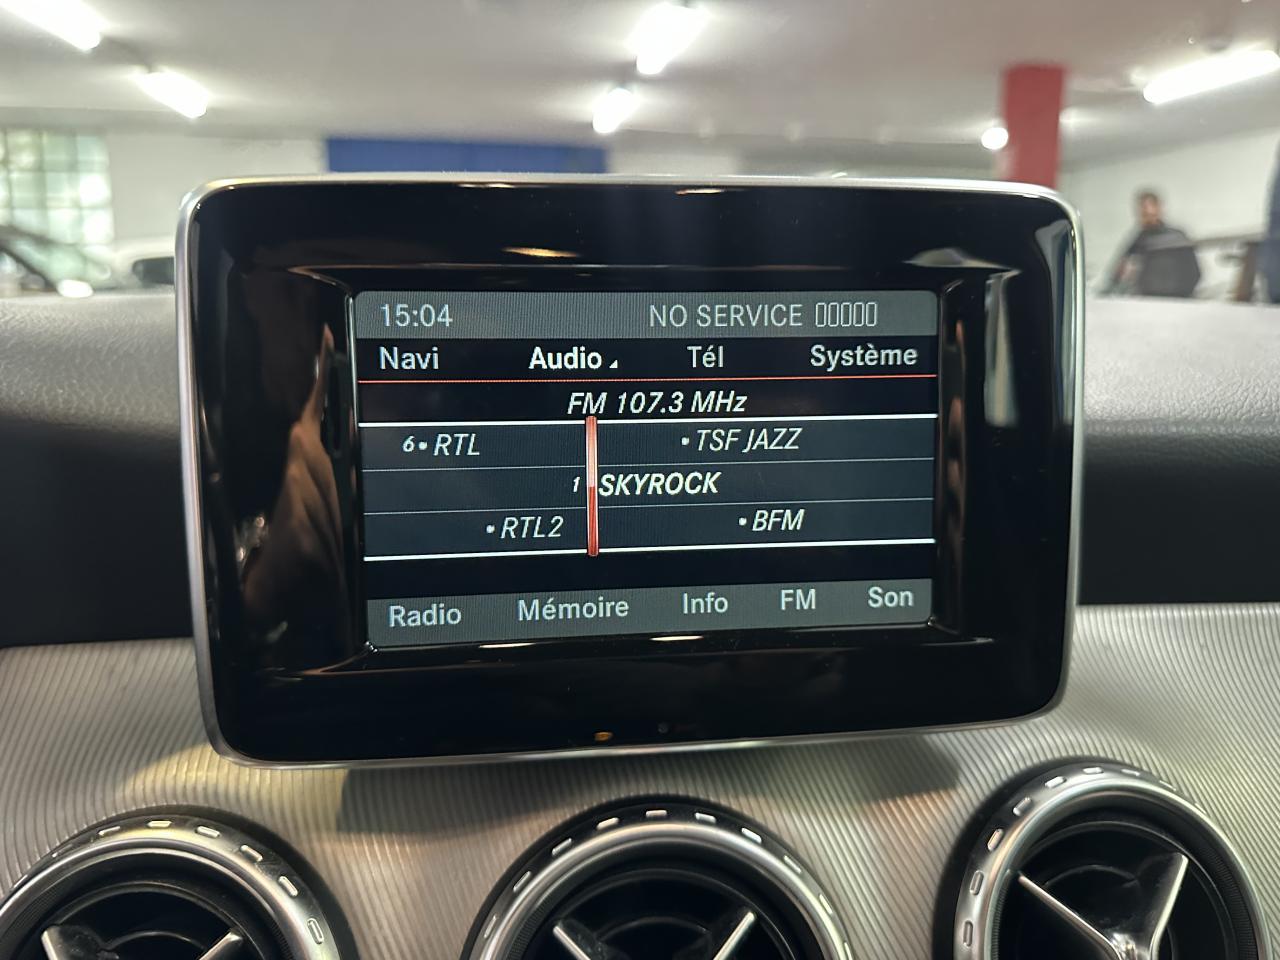 15:04 NO SERVICE
Navi Audio Tél Système
FM 107.3 MHz
6• RTL • TSF JAZZ
1 SKYROCK
• RTL2 • BFM
Radio Mémoire Info FM Son